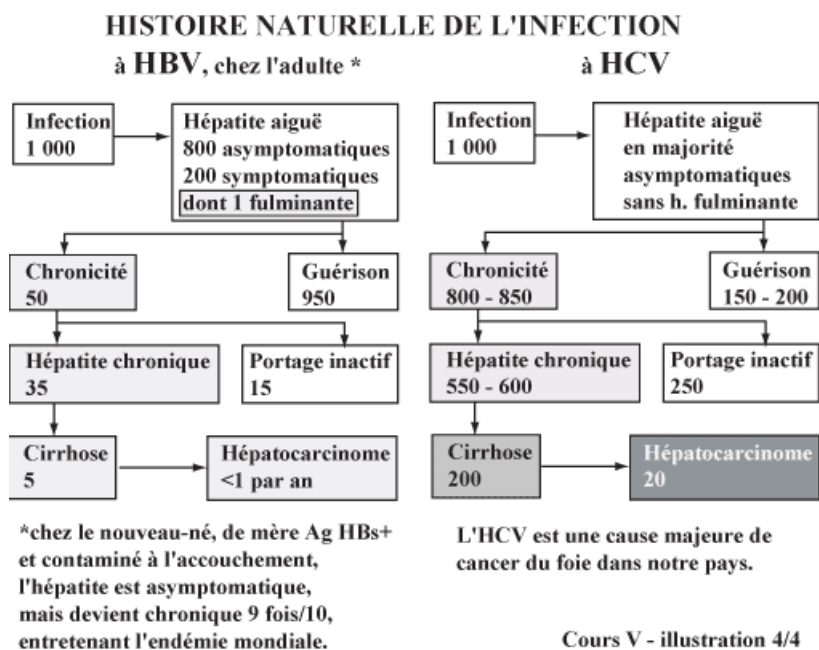 HISTOIRE NATURELLE DE L'INFECTION
à HBV, chez l'adulte *
Infection
1 000
Hépatite aiguë
800 asymptomatiques
200 symptomatiques
dont 1 fulminante
Chronicité
50
Guérison
950
Hépatite chronique
35
Portage inactif
15
Cirrhose
5
Hépatocarcinome
<1 par an
*chez le nouveau-né, de mère Ag HBs+
et contaminé à l'accouchement,
l'hépatite est asymptomatique,
mais devient chronique 9 fois/10,
entretenant l'endémie mondiale.
à HCV
Infection
1 000
Hépatite aiguë
en majorité
asymptomatiques
sans h. fulminante
Chronicité
800 - 850
Guérison
150 - 200
Hépatite chronique
550 - 600
Portage inactif
250
Cirrhose
200
Hépatocarcinome
20
L'HCV est une cause majeure de
cancer du foie dans notre pays.
Cours V - illustration 4/4